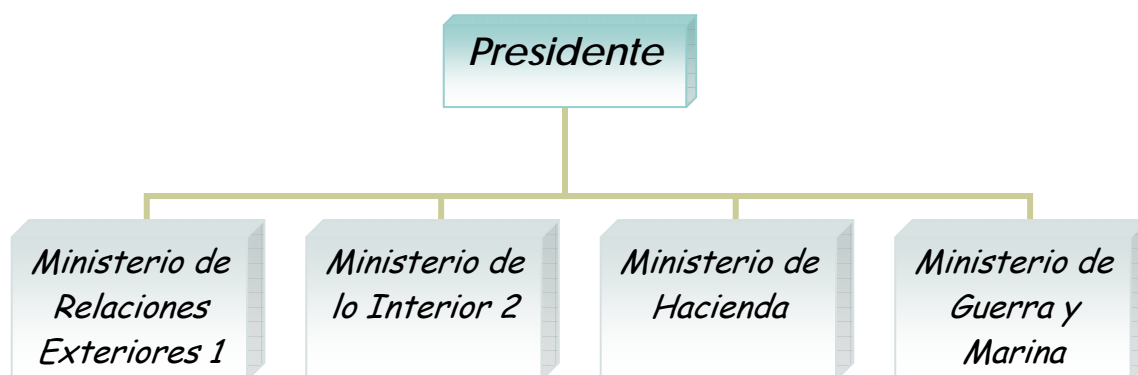 Presidente
Ministerio de
Relaciones
Exteriores 1
Ministerio de
lo Interior 2
Ministerio de
Hacienda
Ministerio de
Guerra y
Marina